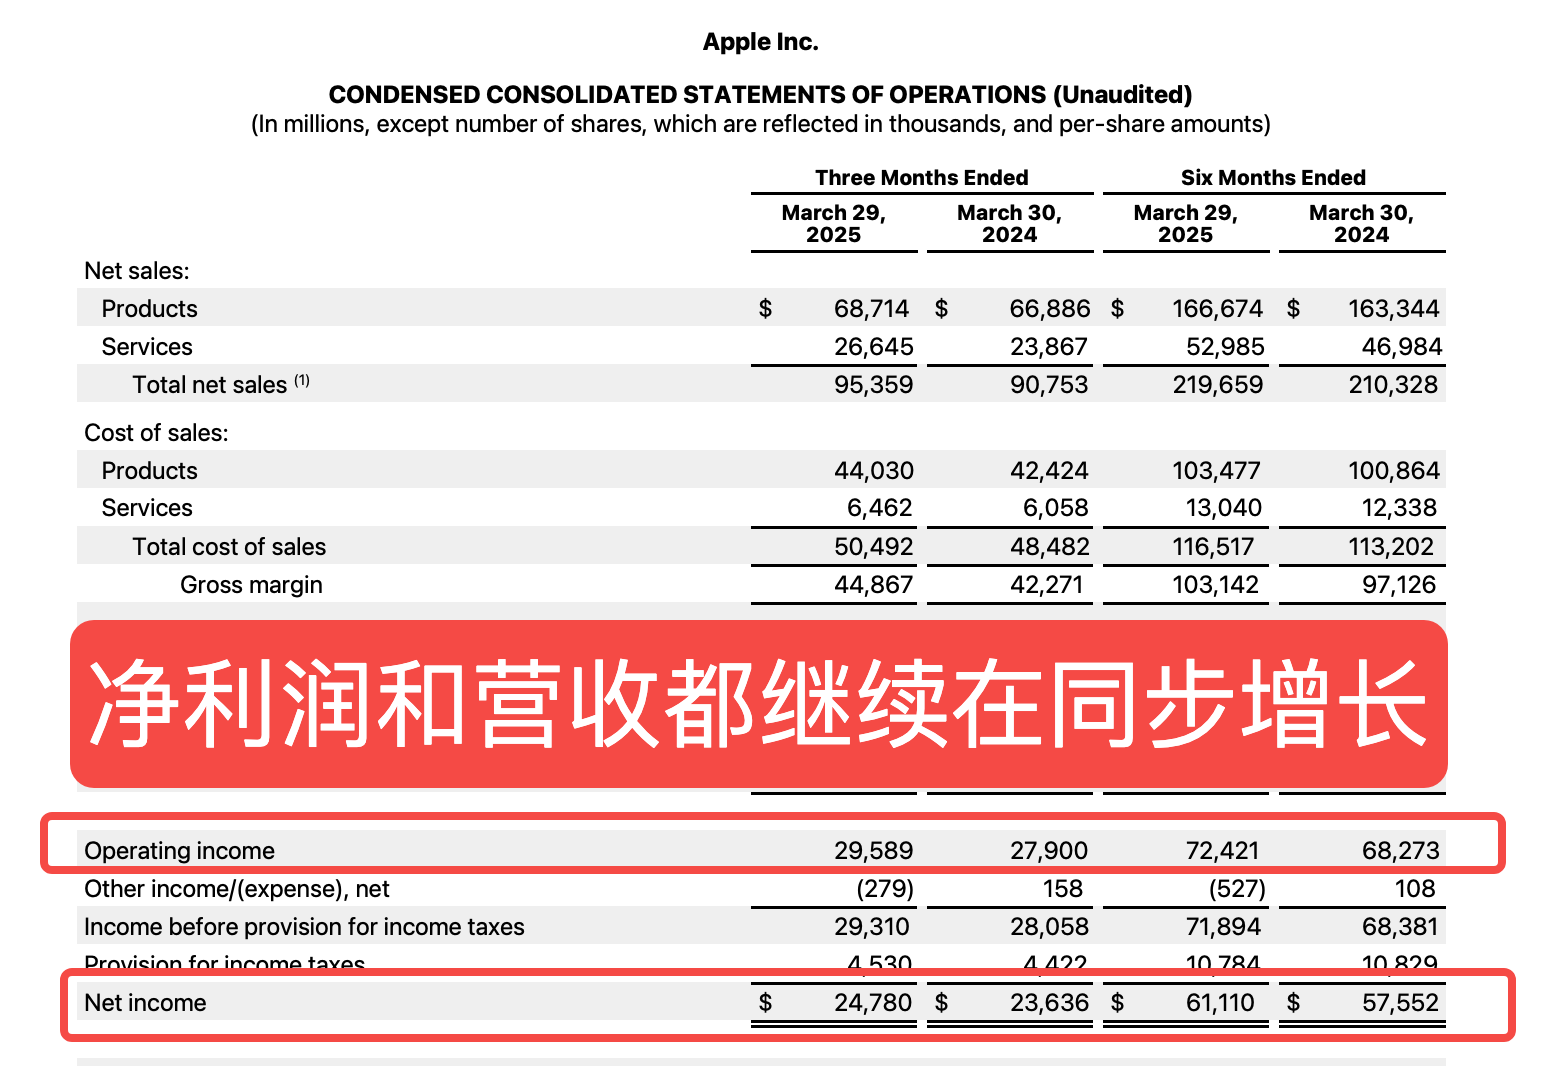 Apple Inc.
CONDENSED CONSOLIDATED STATEMENTS OF OPERATIONS (Unaudited)
(In millions, except number of shares, which are reflected in thousands, and per-share amounts)
Three Months Ended Six Months Ended
March 29, 2025 March 30, 2024 March 29, 2025 March 30, 2024
Net sales:
Products $ 68,714 $ 66,886 $ 166,674 $ 163,344
Services 26,645 23,867 52,985 46,984
Total net sales (1) 95,359 90,753 219,659 210,328
Cost of sales:
Products 44,030 42,424 103,477 100,864
Services 6,462 6,058 13,040 12,338
Total cost of sales 50,492 48,482 116,517 113,202
Gross margin 44,867 42,271 103,142 97,126
净利润和营收都继续在同步增长
Operating income 29,589 27,900 72,421 68,273
Other income/(expense), net (279) 158 (527) 108
Income before provision for income taxes 29,310 28,058 71,894 68,381
Provision for income taxes 4,530 4,422 10,784 10,829
Net income $ 24,780 $ 23,636 $ 61,110 $ 57,552